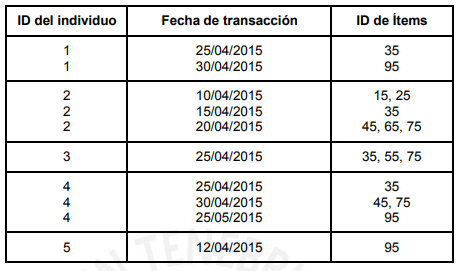 ID del individuo Fecha de transacción ID de Ítems
1 25/04/2015 35
1 30/04/2015 95
2 10/04/2015 15, 25
2 15/04/2015 35
2 20/04/2015 45, 65, 75
3 25/04/2015 35, 55, 75
4 25/04/2015 35
4 30/04/2015 45, 75
4 25/05/2015 95
5 12/04/2015 95